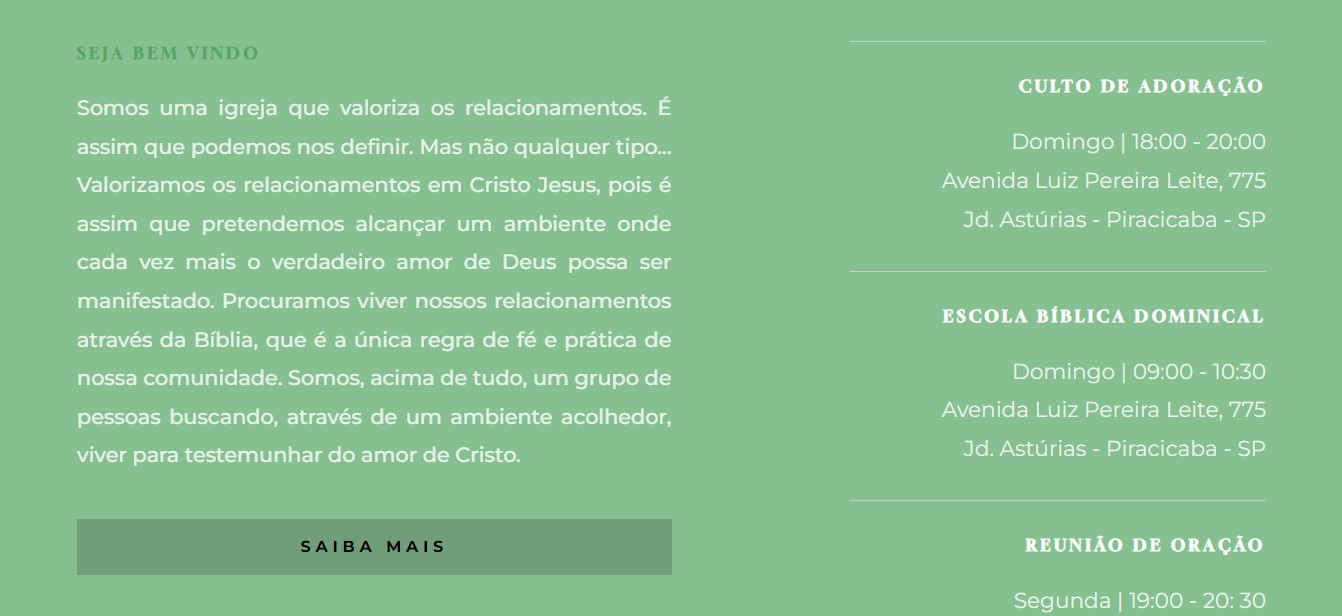 SEJA BEM VINDO
Somos uma igreja que valoriza os relacionamentos. É
assim que podemos nos definir. Mas não qualquer tipo...
Valorizamos os relacionamentos em Cristo Jesus, pois é
assim que pretendemos alcançar um ambiente onde
cada vez mais o verdadeiro amor de Deus possa ser
manifestado. Procuramos viver nossos relacionamentos
através da Bíblia, que é a única regra de fé e prática de
nossa comunidade. Somos, acima de tudo, um grupo de
pessoas buscando, através de um ambiente acolhedor,
viver para testemunhar do amor de Cristo.
SAIBA MAIS
CULTO DE ADORAÇÃO
Domingo | 18:00 - 20:00
Avenida Luiz Pereira Leite, 775
Jd. Astúrias - Piracicaba - SP
ESCOLA BÍBLICA DOMINICAL
Domingo | 09:00 - 10:30
Avenida Luiz Pereira Leite, 775
Jd. Astúrias - Piracicaba - SP
REUNIÃO DE ORAÇÃO
Segunda | 19:00 - 20: 30